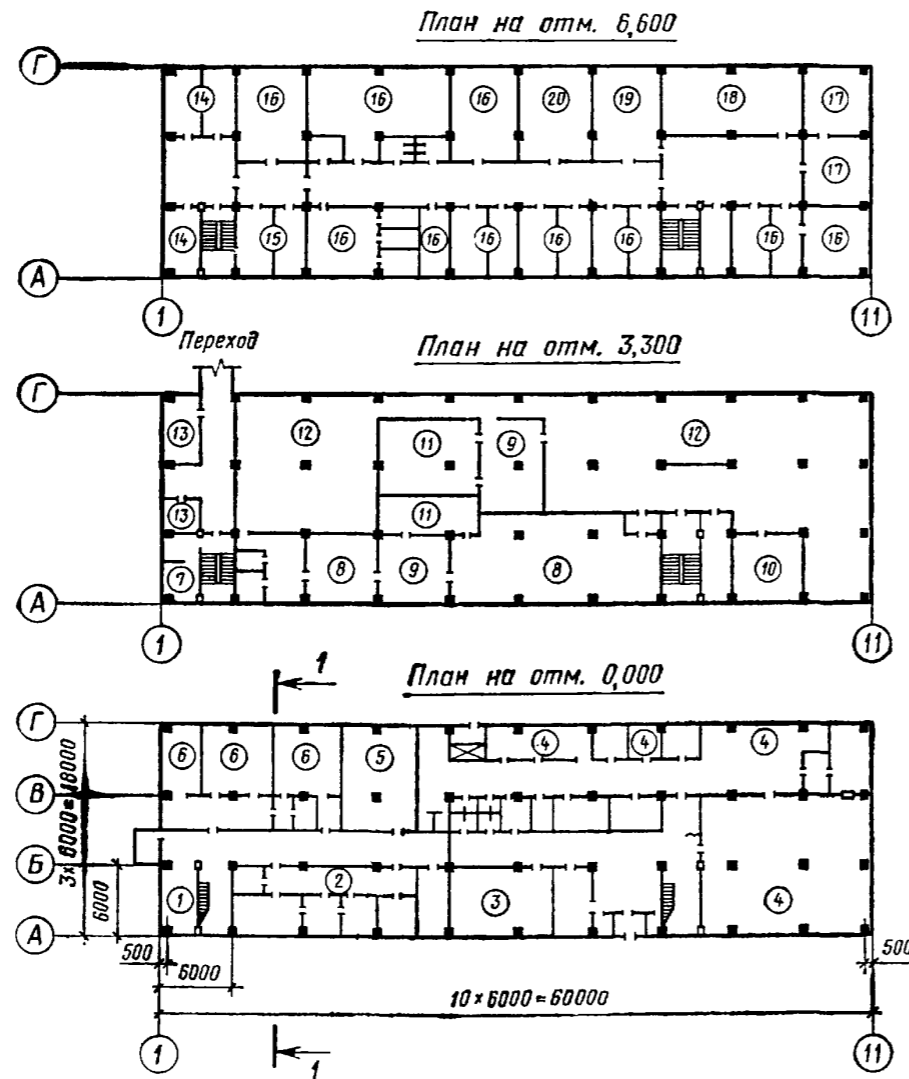 План на отм. 6,600
Г
14 16 16 16 20 19 18 17
17
14 15 16 16 16 16 16 16 16
А
1 11
Переход
План на отм. 3,300
Г
13 12 11 9 12
13 11
7 8 9 8 10
А
1 11
1
План на отм. 0,000
Г
6 6 6 5 4 4 4
В
3×6000=18000
Б
6000
1 2 3 4
А
500 6000 500
10×6000=60000
1 1 11